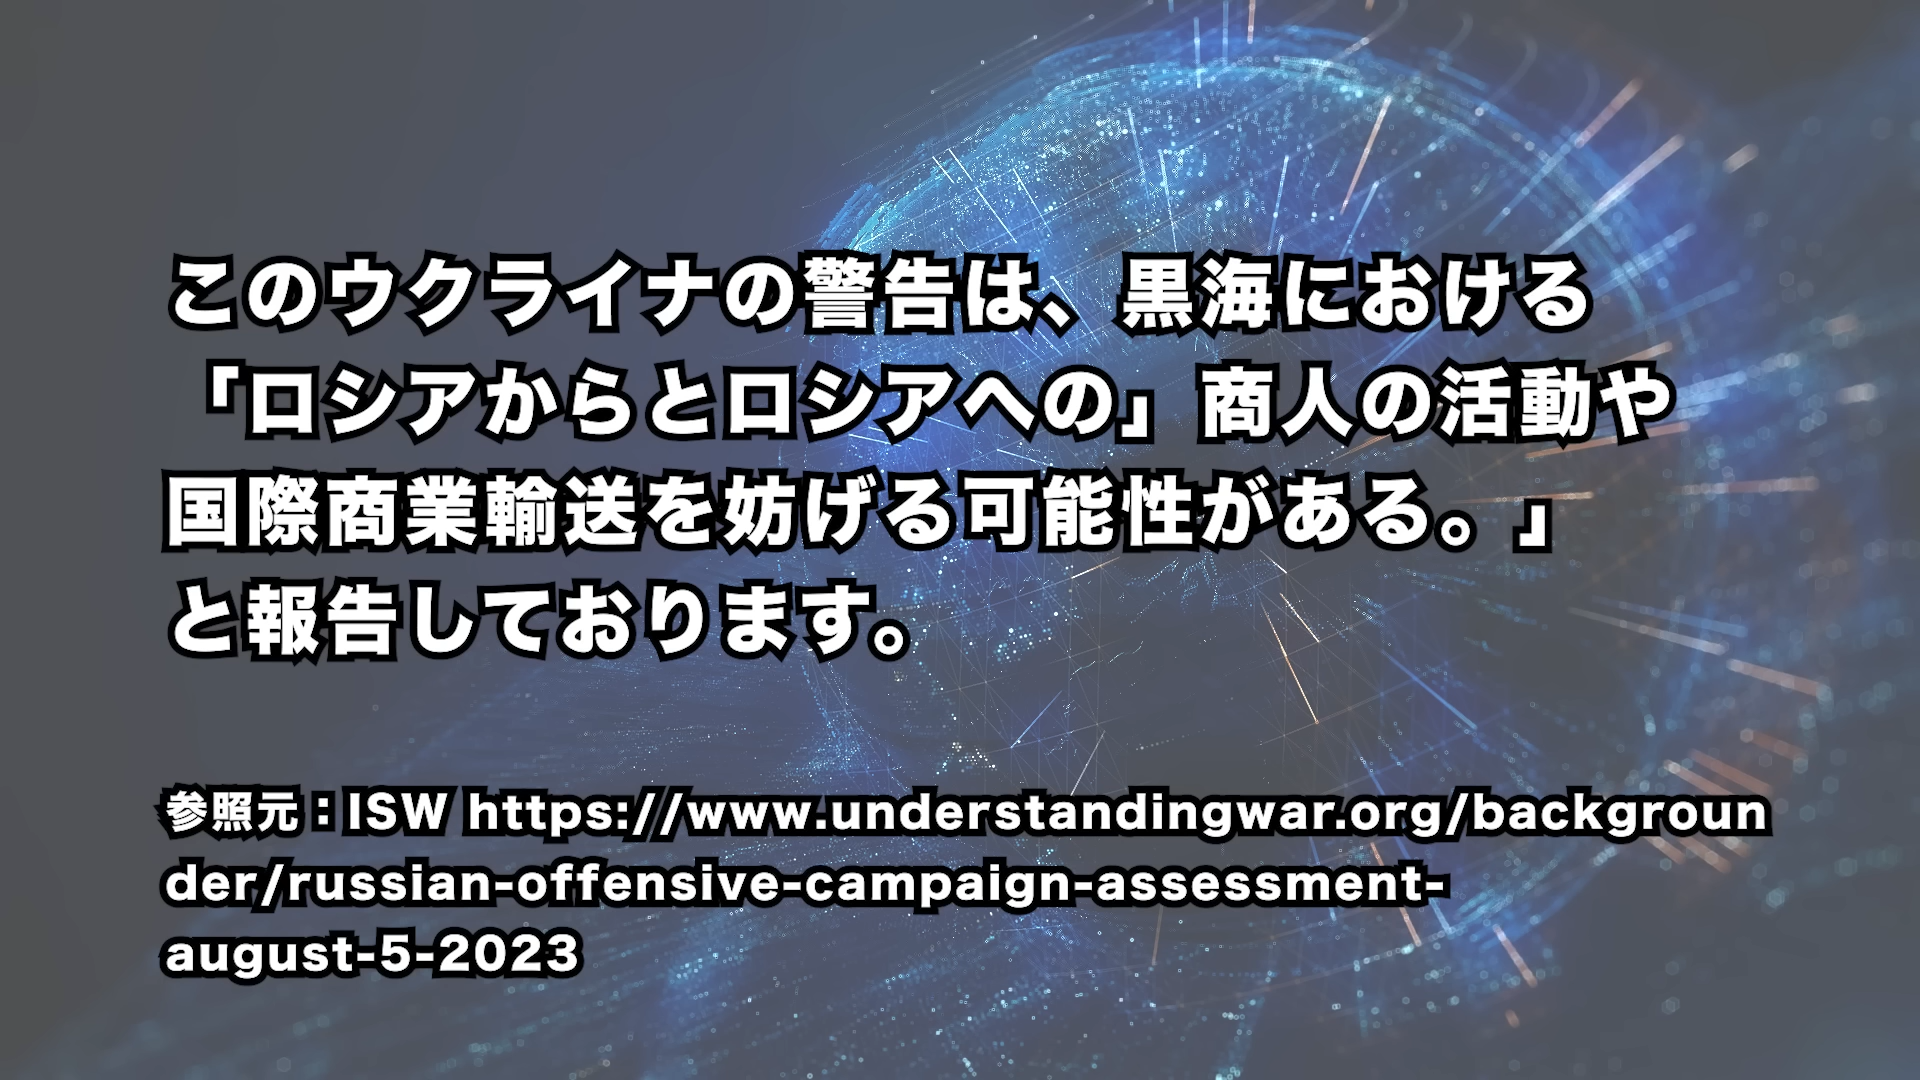 このウクライナの警告は、黒海における
「ロシアからとロシアへの」商人の活動や
国際商業輸送を妨げる可能性がある。」
と報告しております。
参照元：ISW https://www.understandingwar.org/backgroun
der/russian-offensive-campaign-assessment-
august-5-2023